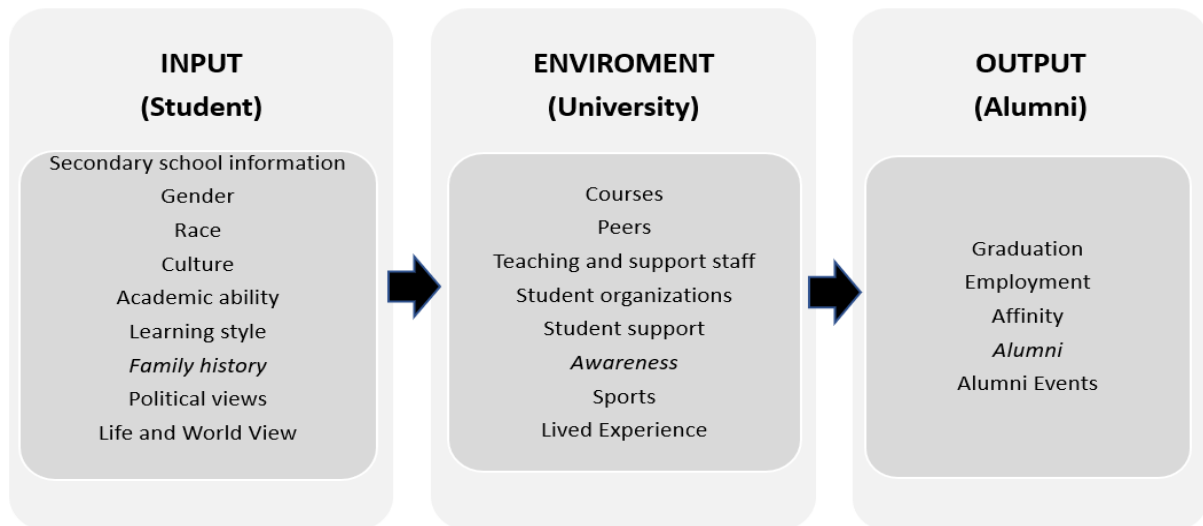 INPUT
(Student)
Secondary school information
Gender
Race
Culture
Academic ability
Learning style
Family history
Political views
Life and World View
ENVIROMENT
(University)
Courses
Peers
Teaching and support staff
Student organizations
Student support
Awareness
Sports
Lived Experience
OUTPUT
(Alumni)
Graduation
Employment
Affinity
Alumni
Alumni Events